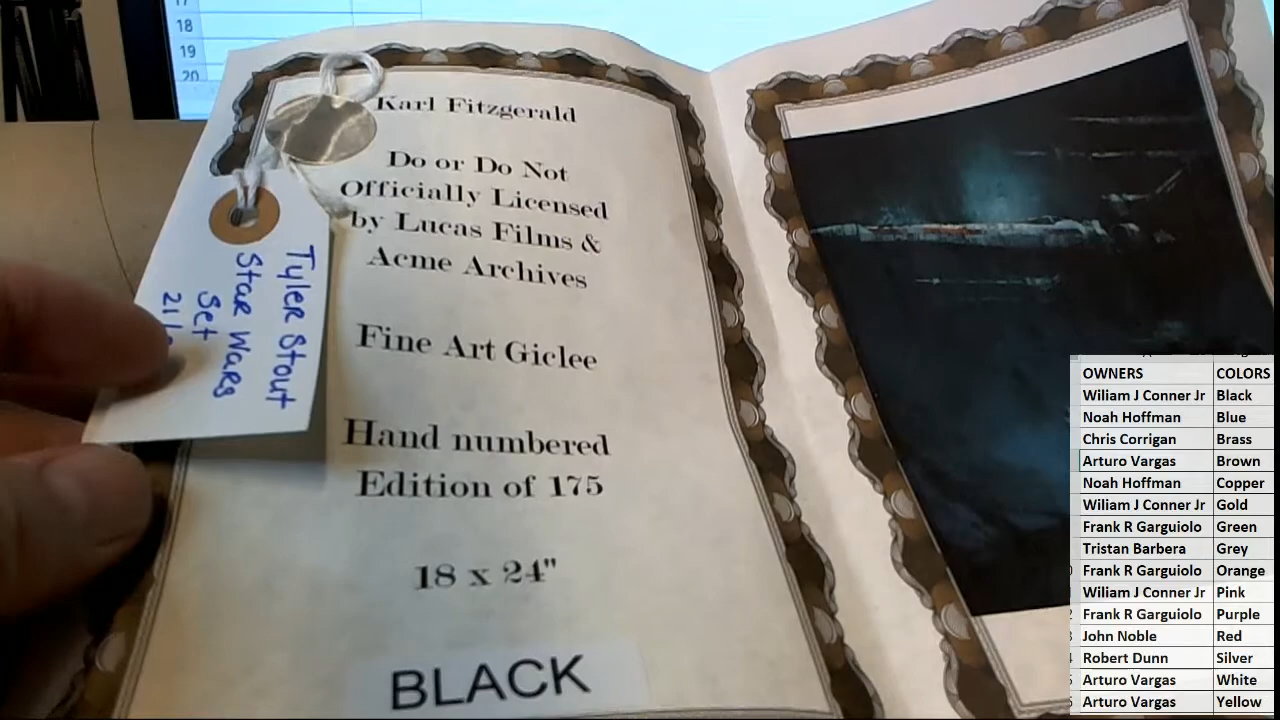 17
18
19
20
Karl Fitzgerald
Do or Do Not
Officially Licensed
by Lucas Films &
Acme Archives
Fine Art Giclee
Hand numbered
Edition of 175
18 x 24"
BLACK
Tyler Stout
Star Wars
Set
OWNERS COLORS
Wiliam J Conner Jr Black
Noah Hoffman Blue
Chris Corrigan Brass
Arturo Vargas Brown
Noah Hoffman Copper
Wiliam J Conner Jr Gold
Frank R Garguiolo Green
Tristan Barbera Grey
Frank R Garguiolo Orange
Wiliam J Conner Jr Pink
Frank R Garguiolo Purple
John Noble Red
Robert Dunn Silver
Arturo Vargas White
Arturo Vargas Yellow